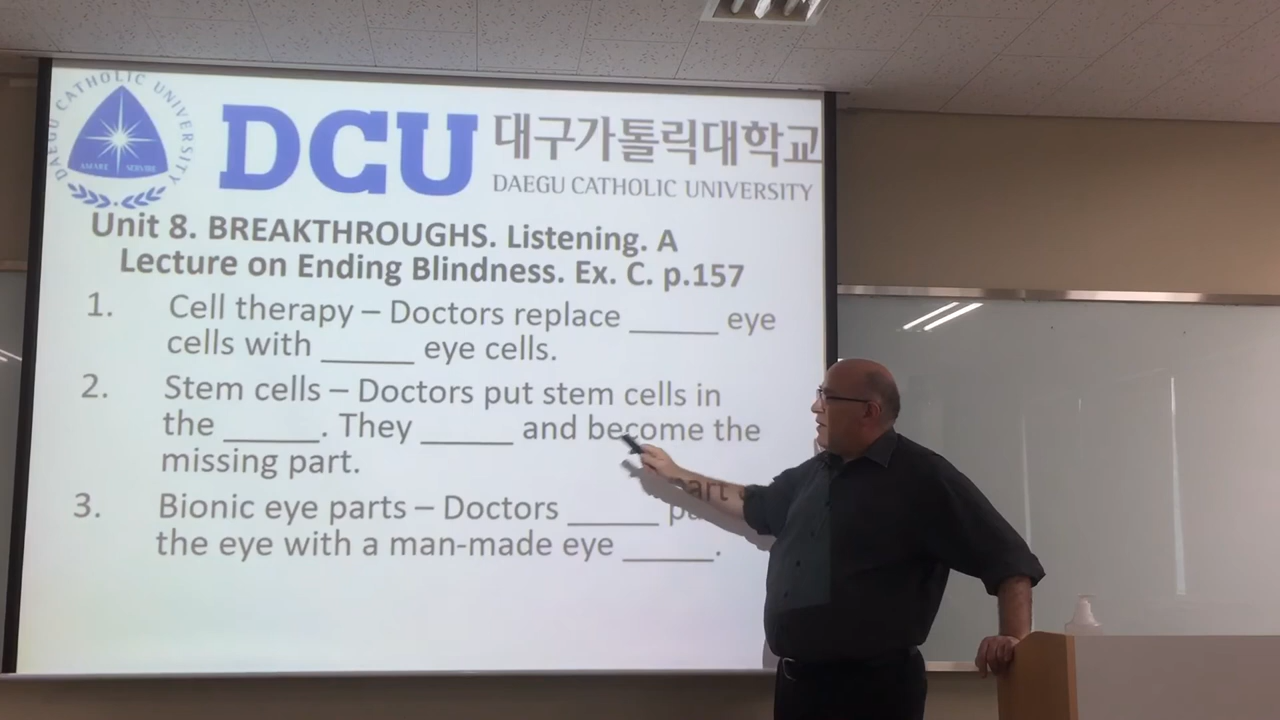 DAEGU CATHOLIC UNIVERSITY
AMARE SERVIRE
DCU
대구가톨릭대학교
DAEGU CATHOLIC UNIVERSITY
Unit 8. BREAKTHROUGHS. Listening. A
Lecture on Ending Blindness. Ex. C. p.157
1. Cell therapy – Doctors replace ______ eye
cells with ______ eye cells.
2. Stem cells – Doctors put stem cells in
the ______. They ______ and become the
missing part.
3. Bionic eye parts – Doctors ______
the eye with a man-made eye ______.